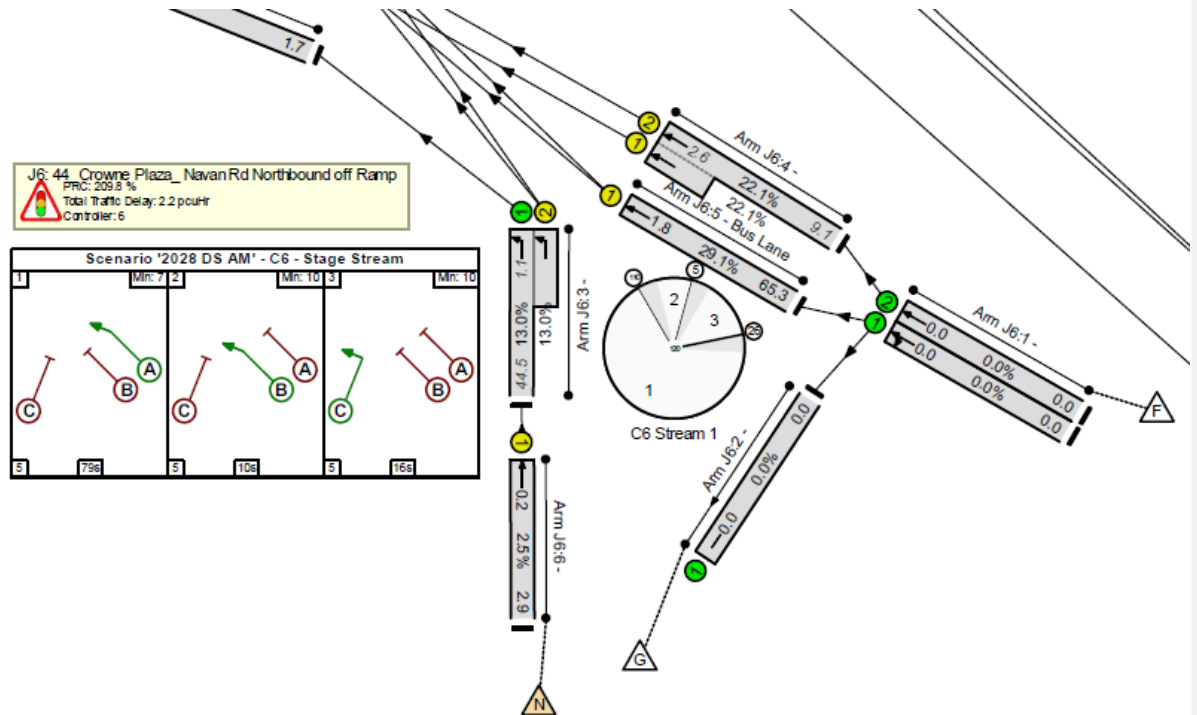 1.7
J6: 44_Crowne Plaza_ Navan Rd Northbound off Ramp
PRC: 209.8 %
Total Traffic Delay: 2.2 pcuHr
Controller: 6
Scenario '2028 DS AM' - C6 - Stage Stream
1 Min: 7
A
B
C
5 79s
2 Min: 10
A
B
C
5 10s
3 Min: 10
A
B
C
5 16s
1
2
1.1
13.0%
44.5
13.0%
Arm J6:3 -
1
0.2
2.5%
2.9
Arm J6:6 -
N
2
1
2.6
22.1%
9.1
22.1%
Arm J6:4 -
1
1.8
29.1%
65.3
Arm J6:5 - Bus Lane
5
26
1
2
3
C6 Stream 1
2
1
0.0
0.0%
0.0
0.0
0.0%
0.0
Arm J6:1 -
F
0.0
0.0%
0.0
Arm J6:2 -
1
G